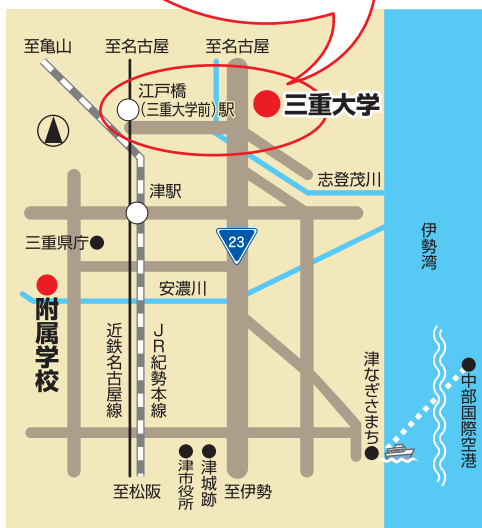 至亀山
至名古屋
至名古屋
江戸橋
(三重大学前)駅
三重大学
志登茂川
津駅
三重県庁
23
伊勢湾
安濃川
附属学校
近鉄名古屋線
JR紀勢本線
津なぎさまち
中部国際空港
津市役所
津城跡
至松阪
至伊勢